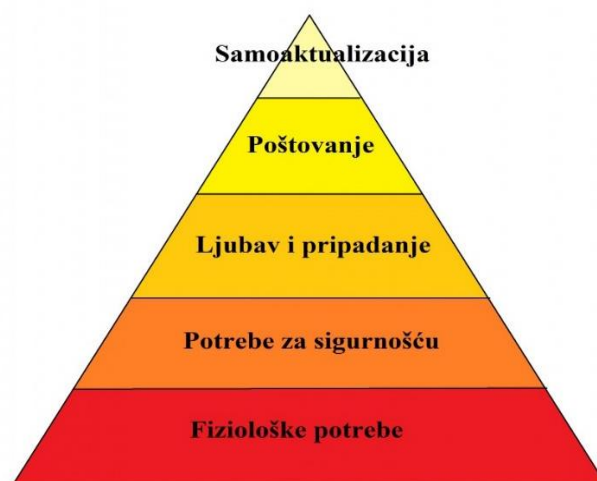 Samoaktualizacija
Poštovanje
Ljubav i pripadanje
Potrebe za sigurnošću
Fiziološke potrebe